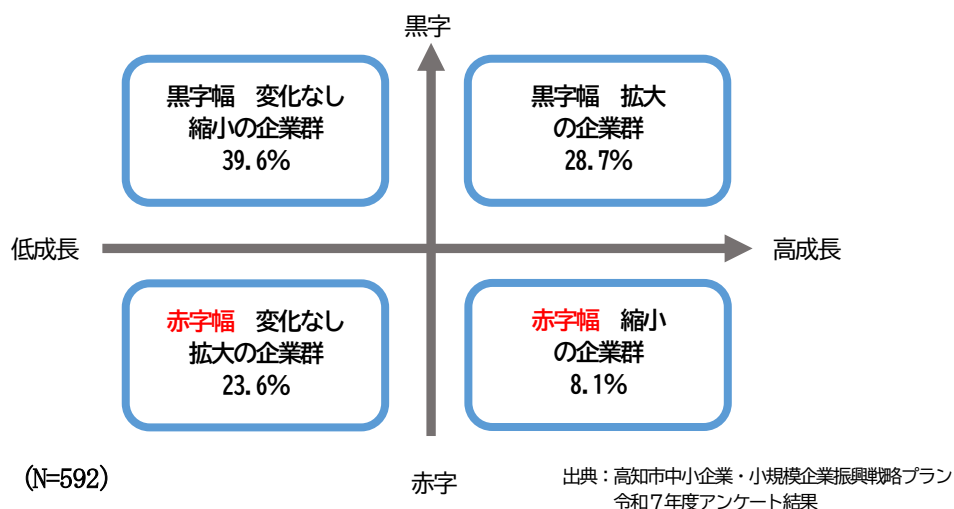 黒字
黒字幅　変化なし
縮小の企業群
39.6%
黒字幅　拡大
の企業群
28.7%
低成長
高成長
赤字幅　変化なし
拡大の企業群
23.6%
赤字幅　縮小
の企業群
8.1%
(N=592)
赤字
出典：高知市中小企業・小規模企業振興戦略プラン
令和７年度アンケート結果